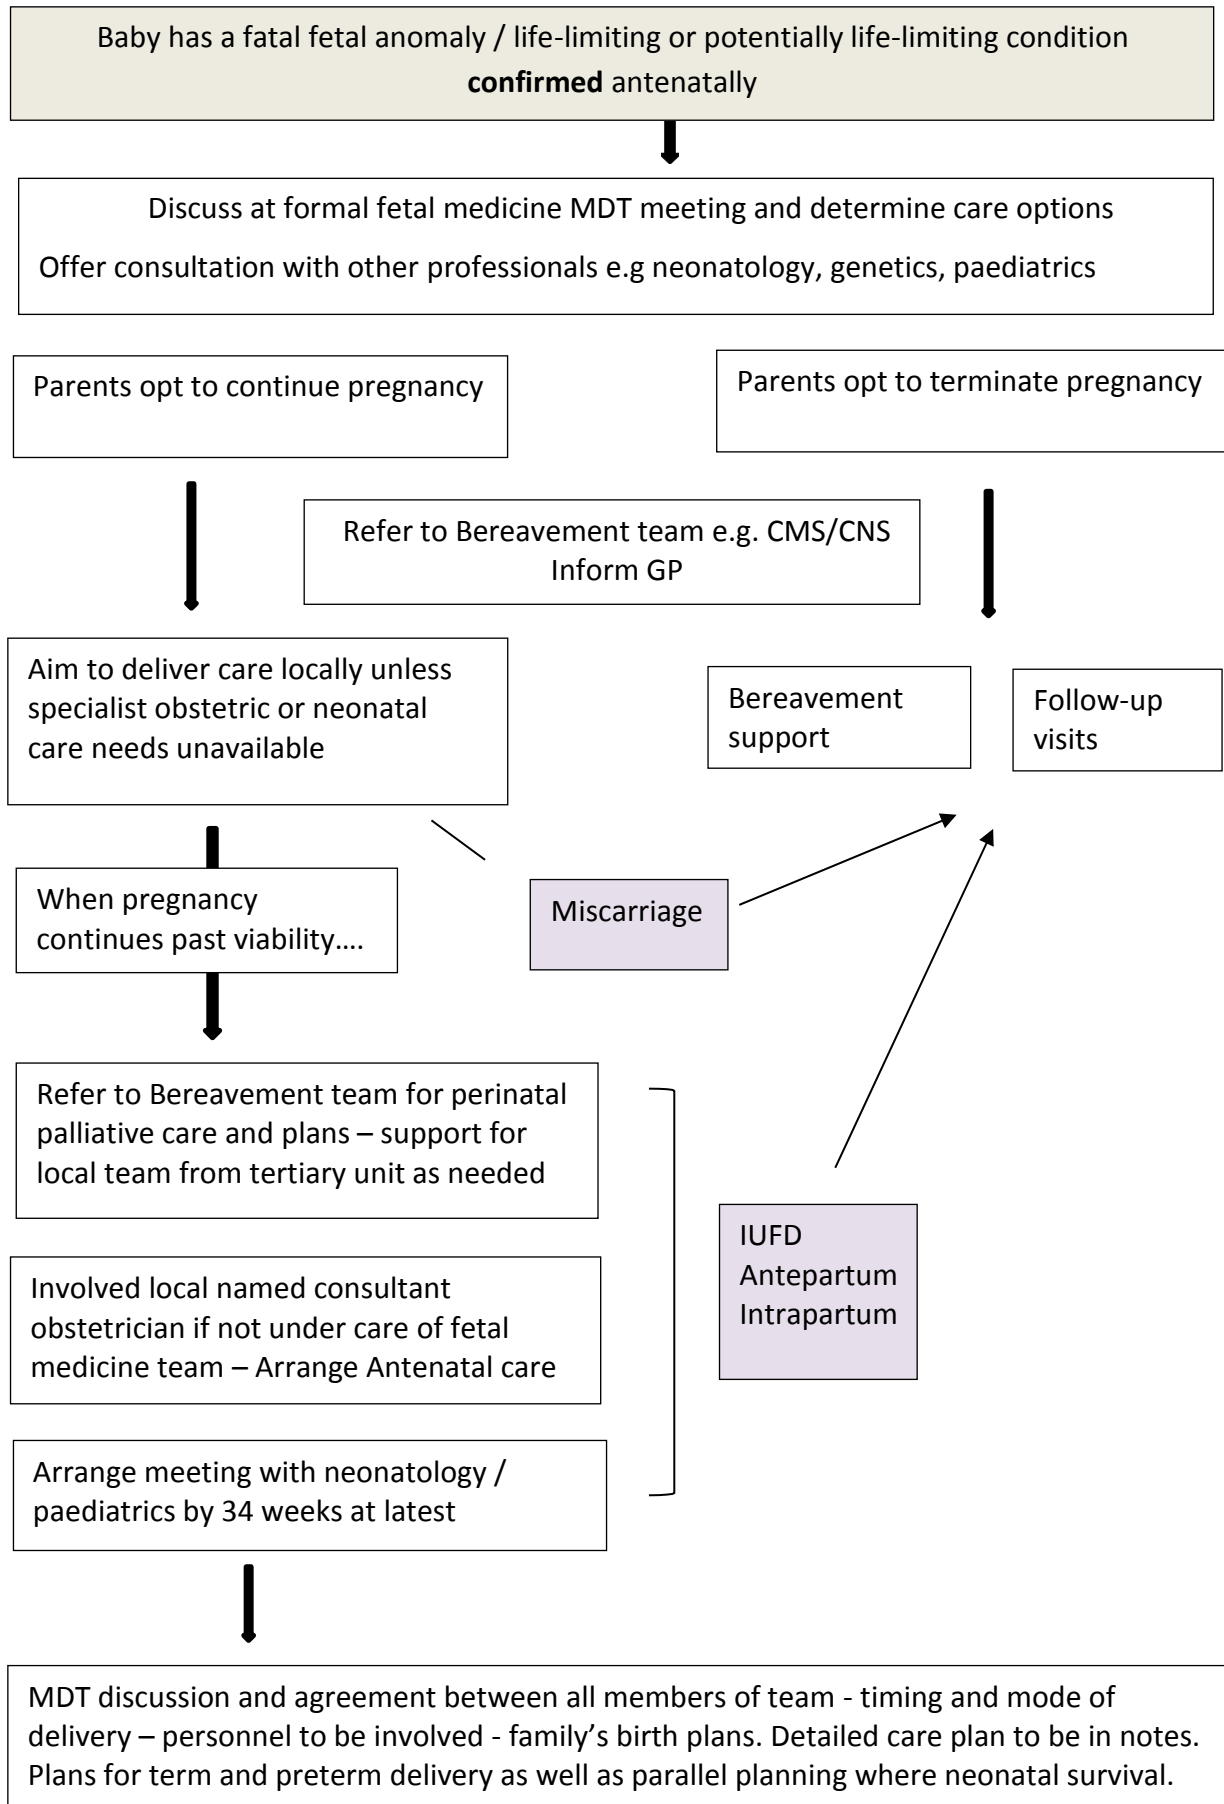 Baby has a fatal fetal anomaly / life-limiting or potentially life-limiting condition
confirmed antenatally
Discuss at formal fetal medicine MDT meeting and determine care options
Offer consultation with other professionals e.g neonatology, genetics, paediatrics
Parents opt to continue pregnancy
Parents opt to terminate pregnancy
Refer to Bereavement team e.g. CMS/CNS
Inform GP
Aim to deliver care locally unless
specialist obstetric or neonatal
care needs unavailable
Bereavement
support
Follow-up
visits
When pregnancy
continues past viability....
Miscarriage
Refer to Bereavement team for perinatal
palliative care and plans – support for
local team from tertiary unit as needed
IUFD
Antepartum
Intrapartum
Involved local named consultant
obstetrician if not under care of fetal
medicine team – Arrange Antenatal care
Arrange meeting with neonatology /
paediatrics by 34 weeks at latest
MDT discussion and agreement between all members of team - timing and mode of
delivery – personnel to be involved - family’s birth plans. Detailed care plan to be in notes.
Plans for term and preterm delivery as well as parallel planning where neonatal survival.